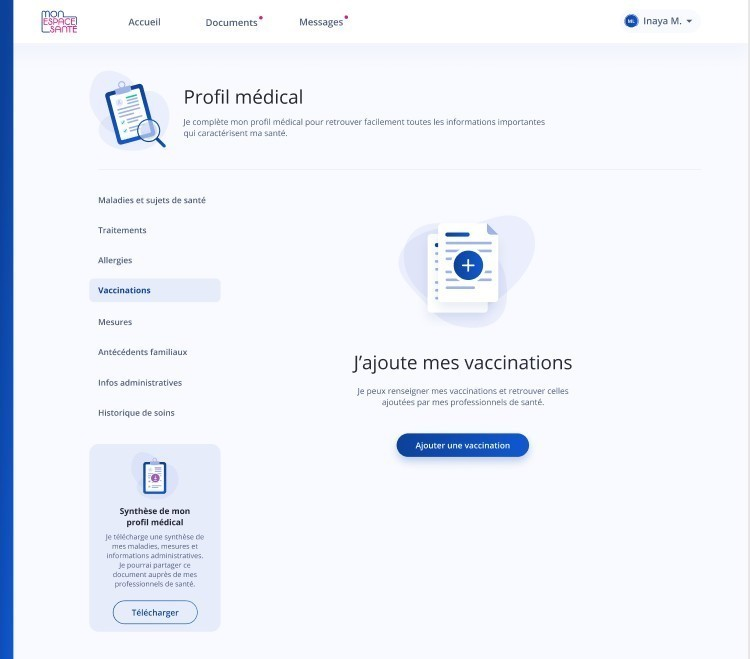 MON
ESPACE
SANTÉ
Accueil
Documents
Messages
Inaya M.
Profil médical
Je complète mon profil médical pour retrouver facilement toutes les informations importantes
qui caractérisent ma santé.
Maladies et sujets de santé
Traitements
Allergies
Vaccinations
Mesures
Antécédents familiaux
Infos administratives
Historique de soins
J’ajoute mes vaccinations
Je peux renseigner mes vaccinations et retrouver celles
ajoutées par mes professionnels de santé.
Ajouter une vaccination
Synthèse de mon
profil médical
Je télécharge une synthèse de
mes maladies, mesures et
informations administratives.
Je pourrai partager ce
document auprès de mes
professionnels de santé.
Télécharger